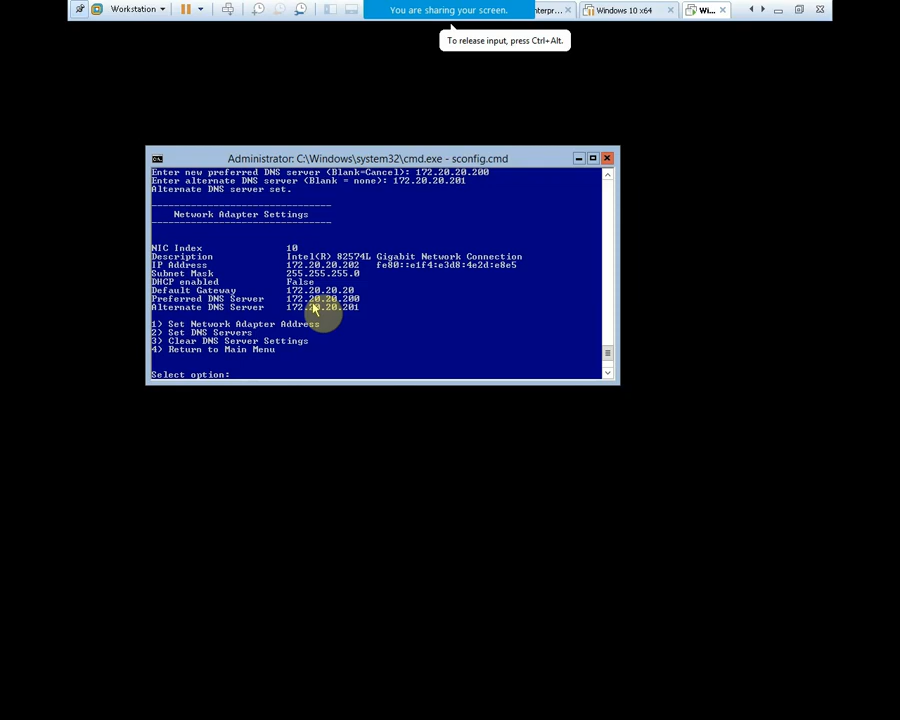 Workstation
You are sharing your screen.
nterpr...
Windows 10 x64
Wi...
To release input, press Ctrl+Alt.
Administrator: C:\Windows\system32\cmd.exe - sconfig.cmd
Enter new preferred DNS server (Blank=Cancel): 172.20.20.200
Enter alternate DNS server (Blank = none): 172.20.20.201
Alternate DNS server set.
--------------------------------
Network Adapter Settings
--------------------------------
NIC Index 10
Description Intel(R) 82574L Gigabit Network Connection
IP Address 172.20.20.202 fe80::e1f4:e3d8:4e2d:e8e5
Subnet Mask 255.255.255.0
DHCP enabled False
Default Gateway 172.20.20.20
Preferred DNS Server 172.20.20.200
Alternate DNS Server 172.20.20.201
1) Set Network Adapter Address
2) Set DNS Servers
3) Clear DNS Server Settings
4) Return to Main Menu
Select option: